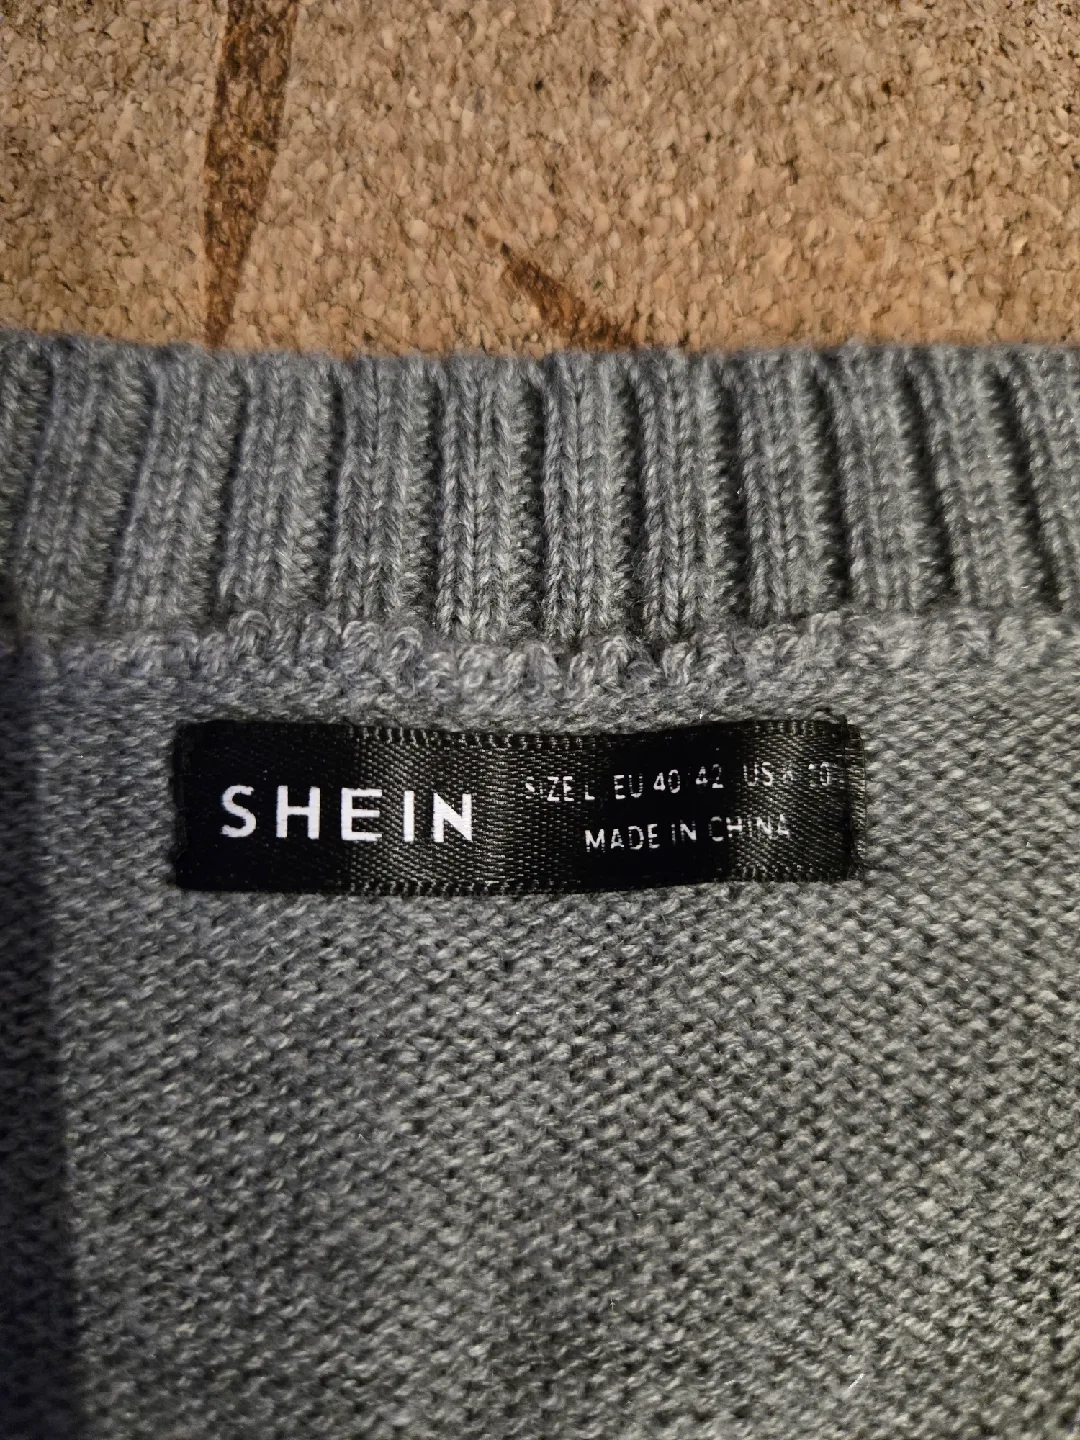 SHEIN
SIZE L EU 40/42 US 8/10
MADE IN CHINA